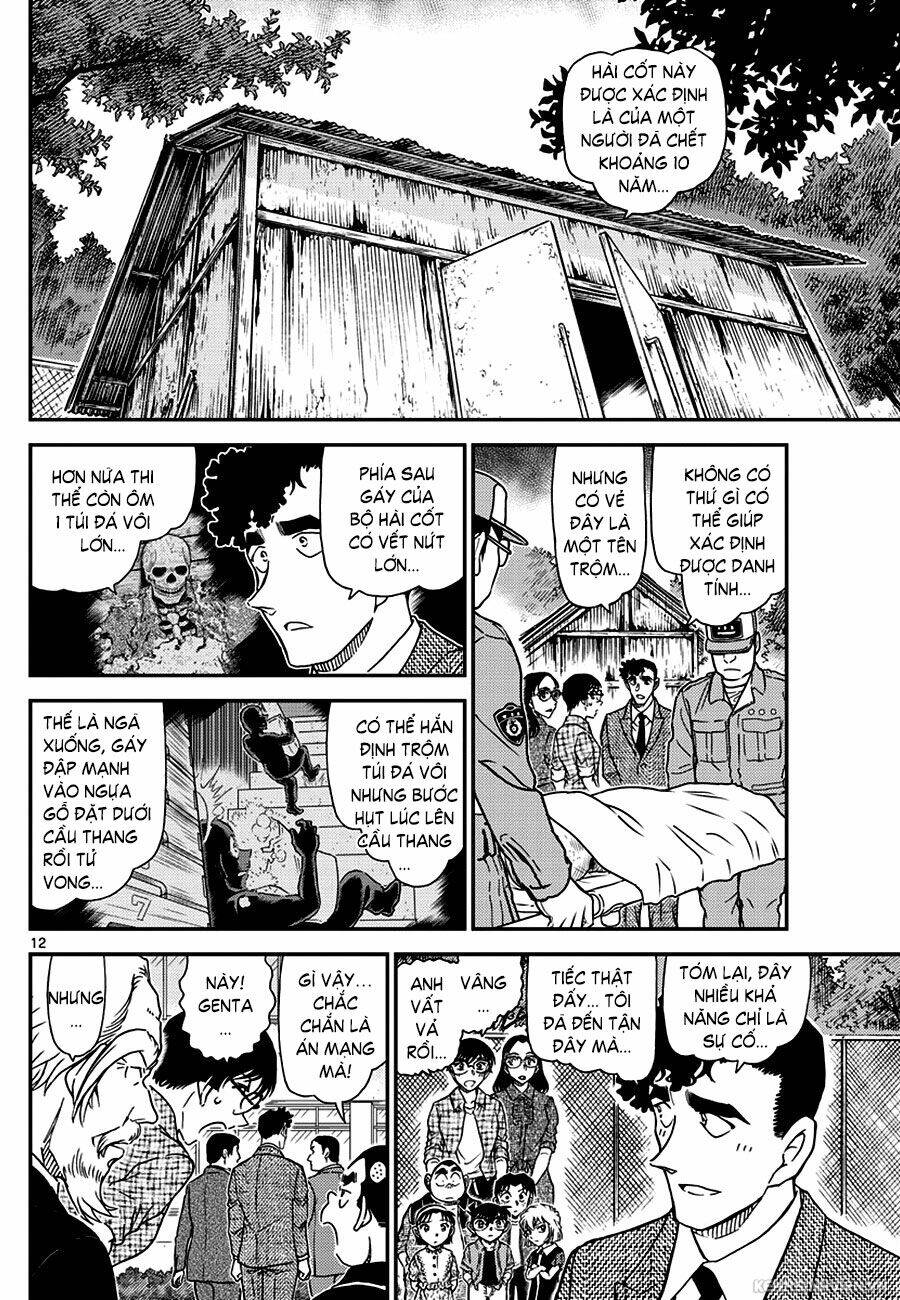 HÀI CỐT NÀY
ĐƯỢC XÁC ĐỊNH
LÀ CỦA MỘT
NGƯỜI ĐÃ CHẾT
KHOẢNG 10
NĂM...
KHÔNG CÓ
THỨ GÌ CÓ
THỂ GIÚP
XÁC ĐỊNH
ĐƯỢC DANH
TÍNH...
NHƯNG
CÓ VẺ
ĐÂY LÀ
MỘT TÊN
TRỘM...
PHÍA SAU
GÁY CỦA
BỘ HÀI CỐT
CÓ VẾT NỨT
LỚN...
HƠN NỮA THI
THỂ CÒN ÔM
1 TÚI ĐÁ VÔI
LỚN...
CÓ THỂ HẮN
ĐỊNH TRỘM
TÚI ĐÁ VÔI
NHƯNG BƯỚC
HỤT LÚC LÊN
CẦU THANG
...
THẾ LÀ NGÃ
XUỐNG, GÁY
ĐẬP MẠNH
VÀO NGỰA
GỖ ĐẶT DƯỚI
CẦU THANG
RỒI TỬ
VONG...
7
12
TÓM LẠI, ĐÂY
NHIỀU KHẢ
NĂNG CHỈ LÀ
SỰ CỐ...
TIẾC THẬT
ĐẤY... TÔI
ĐÃ ĐẾN TẬN
ĐÂY MÀ...
VÂNG
...
ANH
VẤT
VẢ
RỒI...
GÌ VẬY...
CHẮC
CHẮN LÀ
ÁN MẠNG
MÀ!
NÀY!
GENTA
...
NHƯNG
...